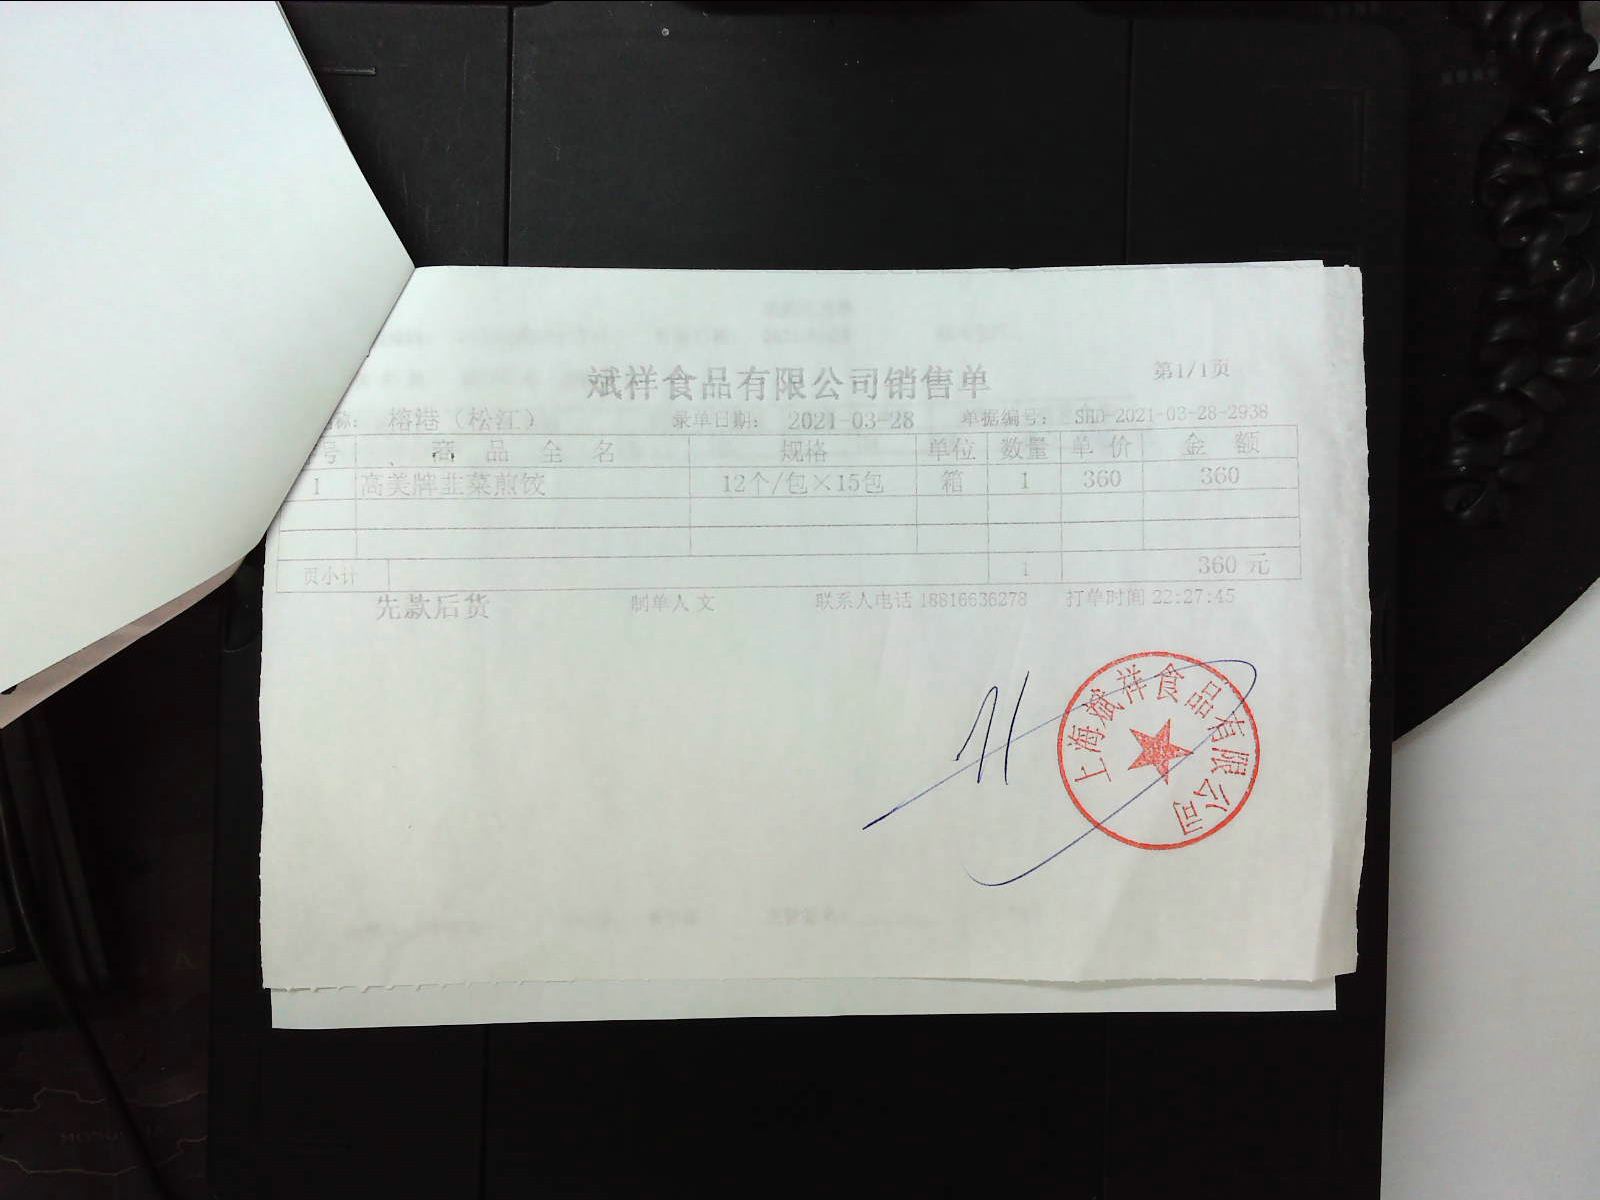 斌祥食品有限公司销售单 第1/1页
称: 榕港（松江） 录单日期: 2021-03-28 单据编号: SHD-2021-03-28-2938
号 商品全名 规格 单位 数量 单价 金额
1 高美牌韭菜煎饺 12个/包×15包 箱 1 360 360
页小计 1 360 元
先款后货 制单人 文 联系人电话 18816636278 打单时间 22:27:45
上海斌祥食品有限公司